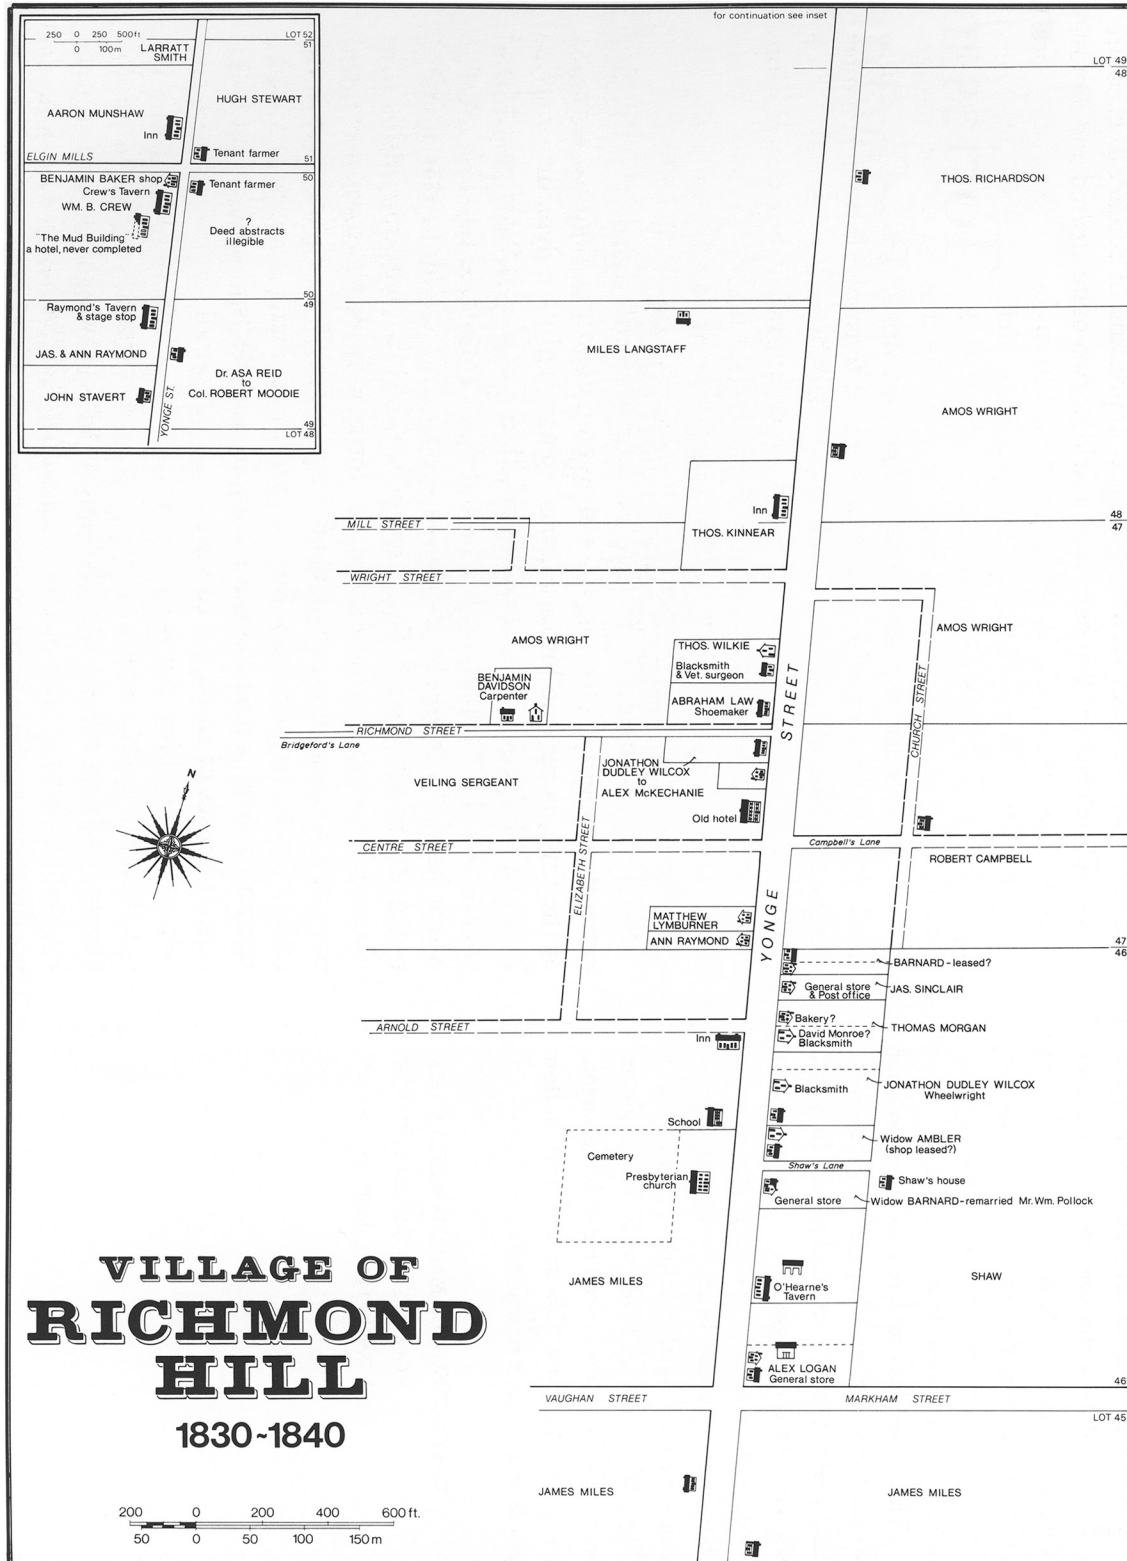 for continuation see inset
250 0 250 500ft
0 100m
LOT 52
51
LARRATT
SMITH
AARON MUNSHAW
HUGH STEWART
Inn
Tenant farmer
ELGIN MILLS
51
50
BENJAMIN BAKER shop
Crew's Tavern
WM. B. CREW
Tenant farmer
"The Mud Building"
a hotel, never completed
?
Deed abstracts
illegible
50
49
Raymond's Tavern
& stage stop
JAS. & ANN RAYMOND
Dr. ASA REID
to
Col. ROBERT MOODIE
JOHN STAVERT
YONGE ST.
49
LOT 48
LOT 49
48
THOS. RICHARDSON
MILES LANGSTAFF
AMOS WRIGHT
Inn
THOS. KINNEAR
48
47
MILL STREET
WRIGHT STREET
AMOS WRIGHT
AMOS WRIGHT
THOS. WILKIE
Blacksmith
& Vet. surgeon
BENJAMIN
DAVIDSON
Carpenter
ABRAHAM LAW
Shoemaker
YONGE STREET
CHURCH STREET
RICHMOND STREET
Bridgeford's Lane
VEILING SERGEANT
JONATHON
DUDLEY WILCOX
to
ALEX McKECHANIE
Old hotel
N
ELIZABETH STREET
CENTRE STREET
Campbell's Lane
ROBERT CAMPBELL
MATTHEW
LYMBURNER
ANN RAYMOND
47
46
BARNARD - leased?
General store
& Post office
JAS. SINCLAIR
Bakery?
David Monroe?
Blacksmith
THOMAS MORGAN
ARNOLD STREET
Inn
Blacksmith
JONATHON DUDLEY WILCOX
Wheelwright
School
Cemetery
Widow AMBLER
(shop leased?)
Shaw's Lane
Presbyterian
church
Shaw's house
General store
Widow BARNARD-remarried Mr. Wm. Pollock
JAMES MILES
O'Hearne's
Tavern
SHAW
ALEX LOGAN
General store
46
VAUGHAN STREET
MARKHAM STREET
LOT 45
JAMES MILES
JAMES MILES
VILLAGE OF
RICHMOND
HILL
1830~1840
200 0 200 400 600 ft.
50 0 50 100 150 m